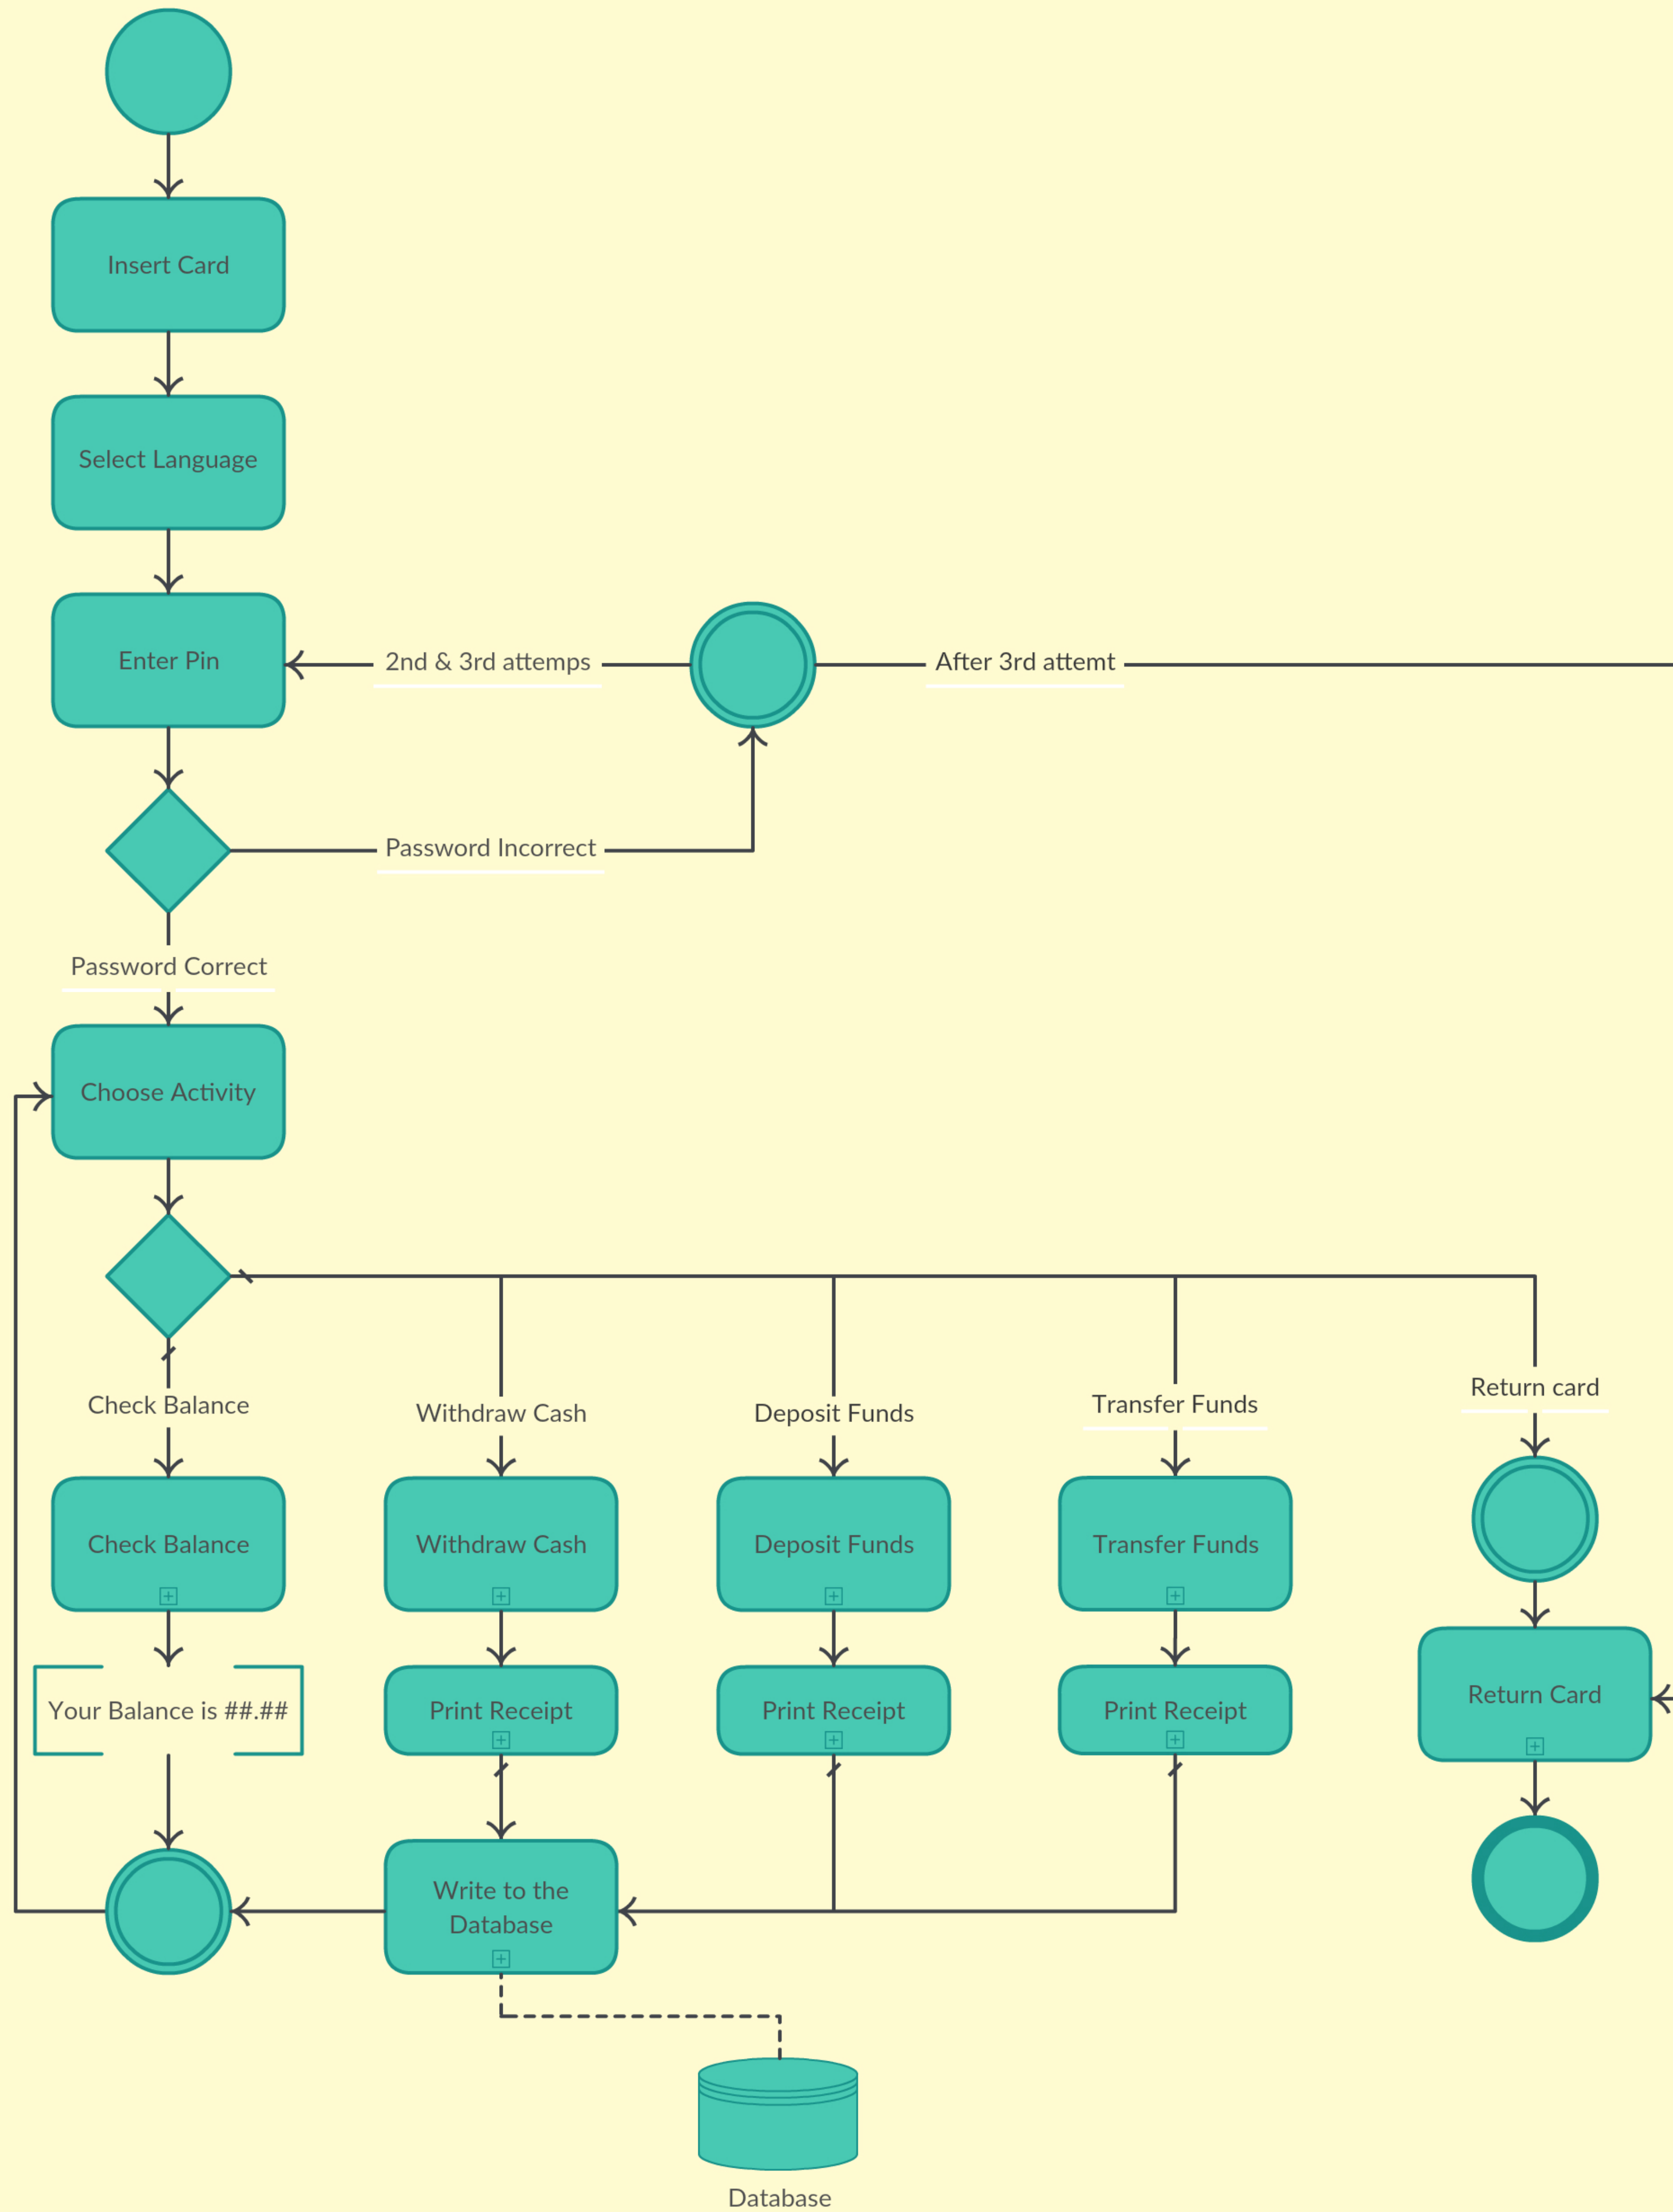 Insert Card
Select Language
Enter Pin
2nd & 3rd attemps
After 3rd attemt
Password Incorrect
Password Correct
Choose Activity
Check Balance
Withdraw Cash
Deposit Funds
Transfer Funds
Return card
Check Balance
Withdraw Cash
Deposit Funds
Transfer Funds
Your Balance is ##.##
Print Receipt
Print Receipt
Print Receipt
Return Card
Write to the
Database
Database